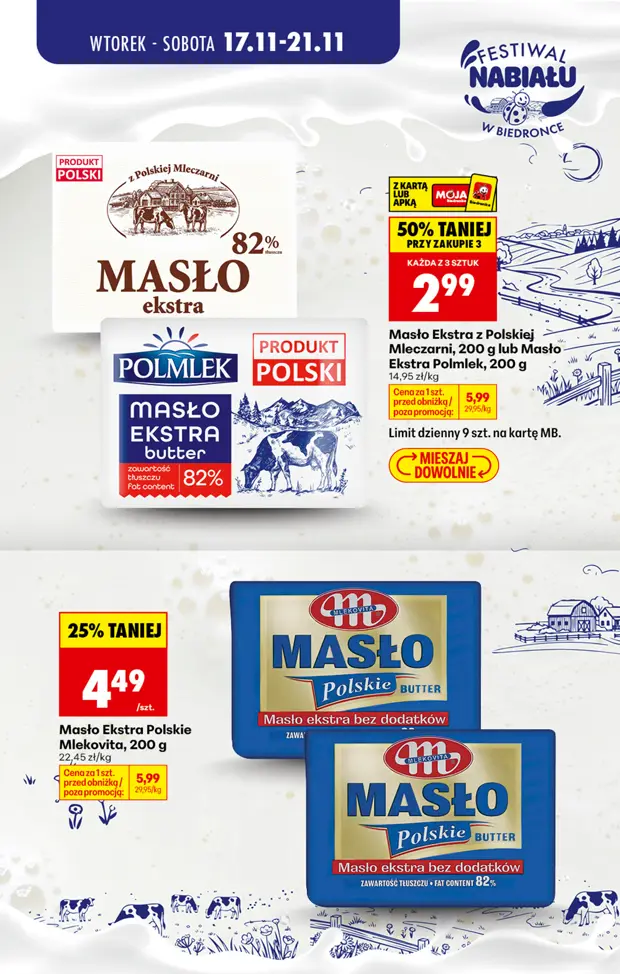 WTOREK - SOBOTA 17.11-21.11
FESTIWAL
NABIAŁU
W BIEDRONCE
PRODUKT
POLSKI
z Polskiej Mleczarni
82%
tłuszczu
MASŁO
ekstra
POLMLEK
PRODUKT
POLSKI
MASŁO
EKSTRA
butter
zawartość
tłuszczu
fat content
82%
Z KARTĄ
LUB
APKĄ
MOJA
Biedronka
50% TANIEJ
PRZY ZAKUPIE 3
KAŻDA Z 3 SZTUK
2 99
Masło Ekstra z Polskiej
Mleczarni, 200 g lub Masło
Ekstra Polmlek, 200 g
14,95 zł/kg
Cena za 1 szt.
przed obniżką /
poza promocją:
5,99
29,95/kg
Limit dzienny 9 szt. na kartę MB.
MIESZAJ
DOWOLNIE
25% TANIEJ
4 49
/szt.
Masło Ekstra Polskie
Mlekovita, 200 g
22,45 zł/kg
Cena za 1 szt.
przed obniżką /
poza promocją:
5,99
29,95/kg
MLEKOVITA
MASŁO
Polskie BUTTER
Masło ekstra bez dodatków
MLEKOVITA
MASŁO
Polskie BUTTER
Masło ekstra bez dodatków
ZAWARTOŚĆ TŁUSZCZU • FAT CONTENT 82%